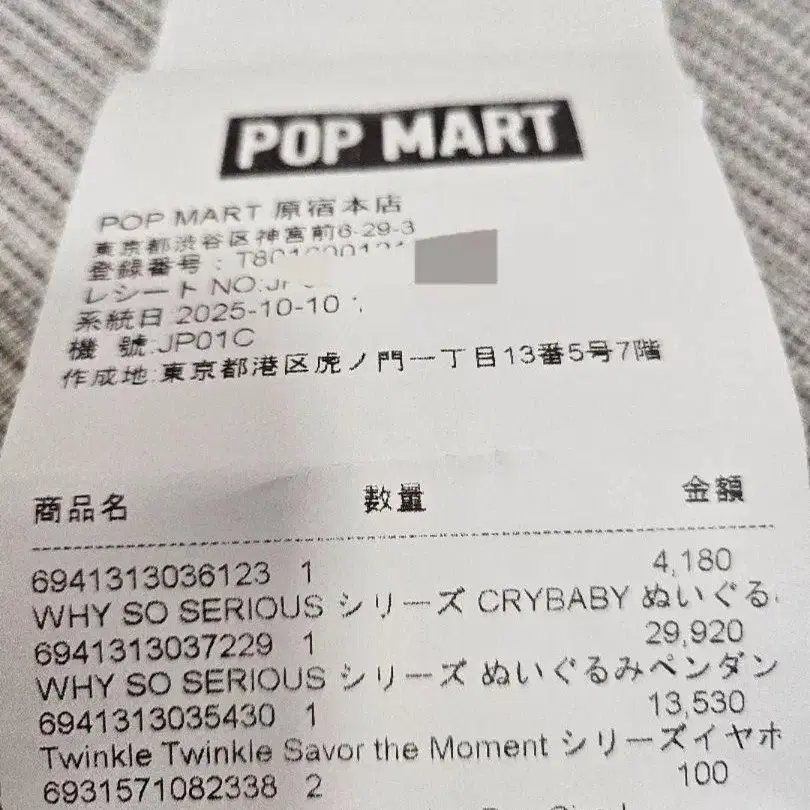 POP MART
POP MART 原宿本店
東京都渋谷区神宮前6-29-3
登録番号:
レシート NO:
系統日:2025-10-10
機 號:JP01C
作成地:東京都港区虎ノ門一丁目13番5号7階
商品名 数量 金額
6941313036123 1 4,180
WHY SO SERIOUS シリーズ CRYBABY ぬいぐる
6941313037229 1 29,920
WHY SO SERIOUS シリーズ ぬいぐるみペンダン
6941313035430 1 13,530
Twinkle Twinkle Savor the Moment シリーズイヤホ
6931571082338 2 100